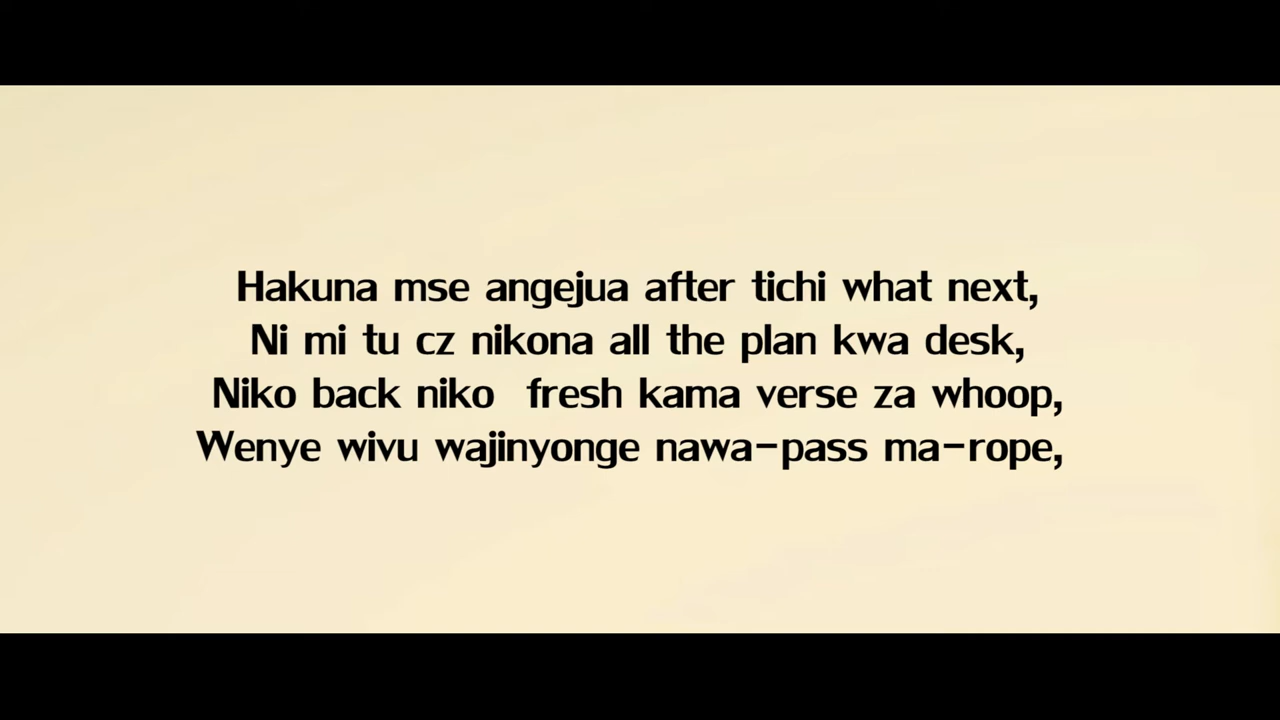 Hakuna mse angejua after tichi what next,
Ni mi tu cz nikona all the plan kwa desk,
Niko back niko  fresh kama verse za whoop,
Wenye wivu wajinyonge nawa-pass ma-rope,